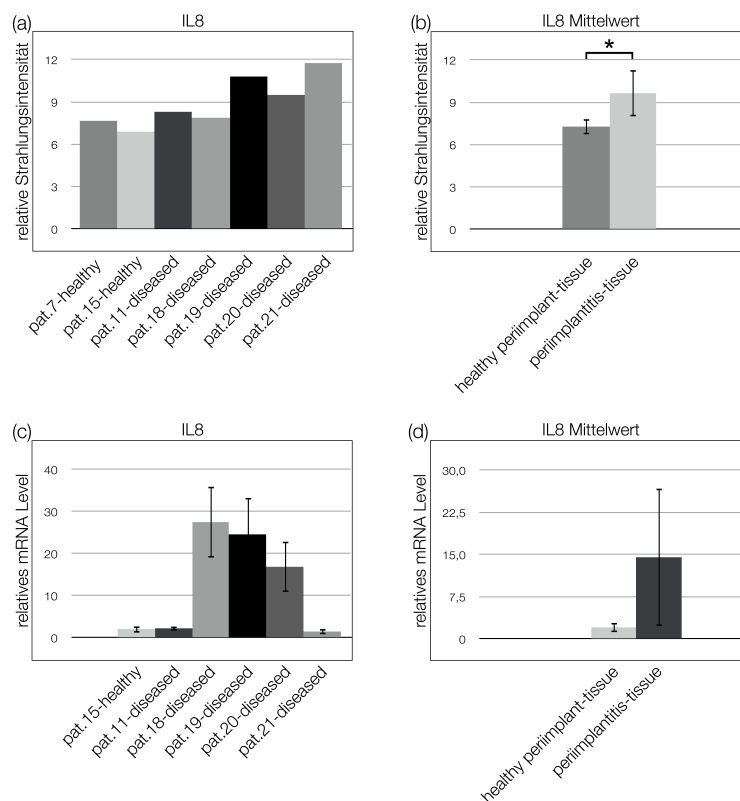 (a)
IL8
relative Strahlungsintensität
12
9
6
3
0
pat.7-healthy
pat.15-healthy
pat.11-diseased
pat.18-diseased
pat.19-diseased
pat.20-diseased
pat.21-diseased
(b)
IL8 Mittelwert
relative Strahlungsintensität
12
9
6
3
0
*
healthy periimplant-tissue
periimplantitis-tissue
(c)
IL8
relatives mRNA Level
40
30
20
10
0
pat.15-healthy
pat.11-diseased
pat.18-diseased
pat.19-diseased
pat.20-diseased
pat.21-diseased
(d)
IL8 Mittelwert
relatives mRNA Level
30,0
22,5
15,0
7,5
0
healthy periimplant-tissue
periimplantitis-tissue